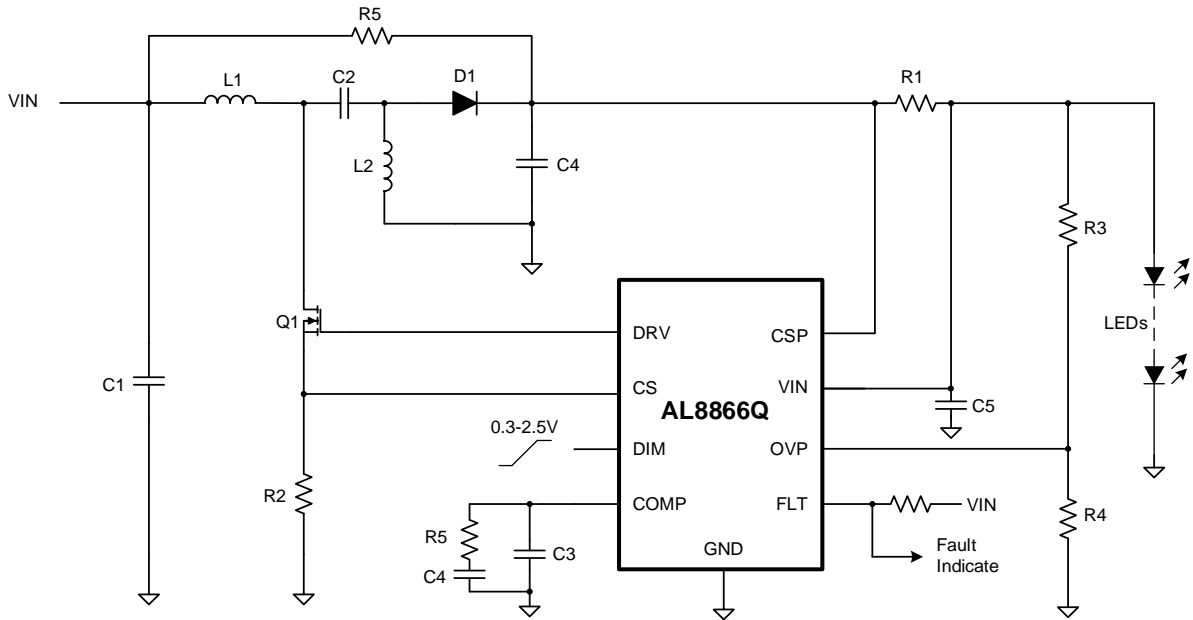 R5
L1
C2
D1
R1
VIN
L2
C4
R3
Q1
DRV
CSP
LEDs
C1
CS
VIN
C5
AL8866Q
0.3-2.5V
DIM
OVP
R2
COMP
FLT
VIN
R4
R5
C3
GND
Fault
Indicate
C4